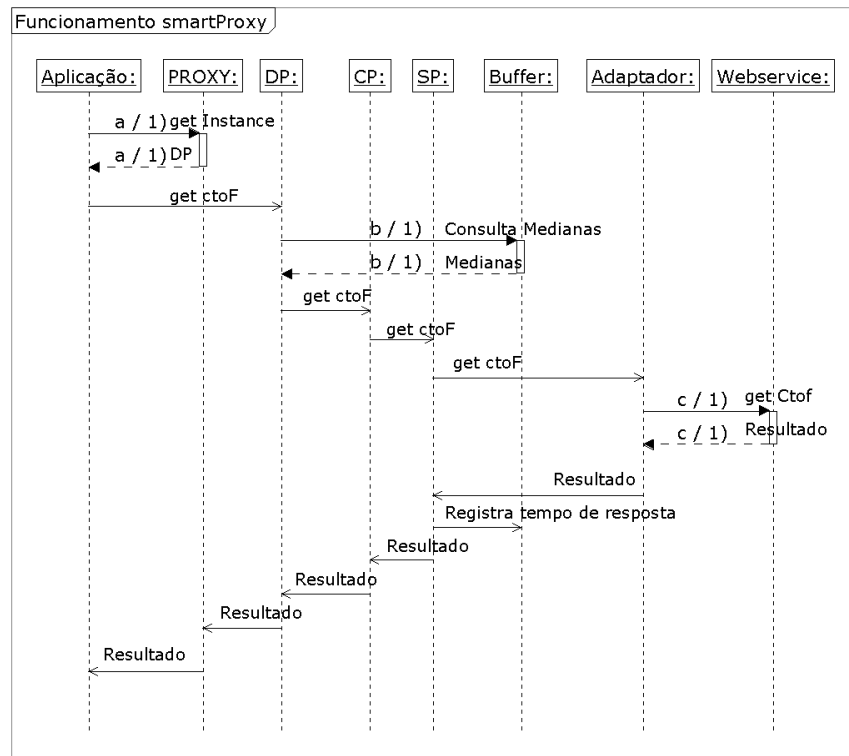 Funcionamento smartProxy
Aplicação: PROXY: DP: CP: SP: Buffer: Adaptador: Webservice:
a / 1) get Instance
a / 1) DP
get ctoF
b / 1) Consulta Medianas
b / 1) Medianas
get ctoF
get ctoF
get ctoF
c / 1) get Ctof
c / 1) Resultado
Resultado
Registra tempo de resposta
Resultado
Resultado
Resultado
Resultado